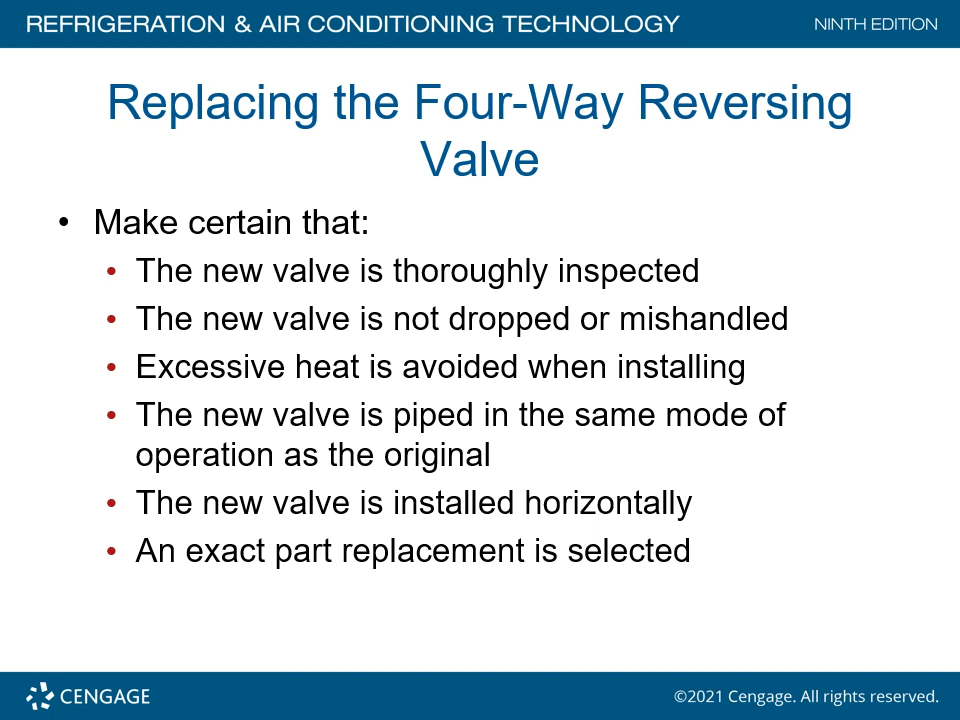 REFRIGERATION & AIR CONDITIONING TECHNOLOGY
NINTH EDITION
Replacing the Four-Way Reversing
Valve
• Make certain that:
• The new valve is thoroughly inspected
• The new valve is not dropped or mishandled
• Excessive heat is avoided when installing
• The new valve is piped in the same mode of
operation as the original
• The new valve is installed horizontally
• An exact part replacement is selected
CENGAGE
©2021 Cengage. All rights reserved.